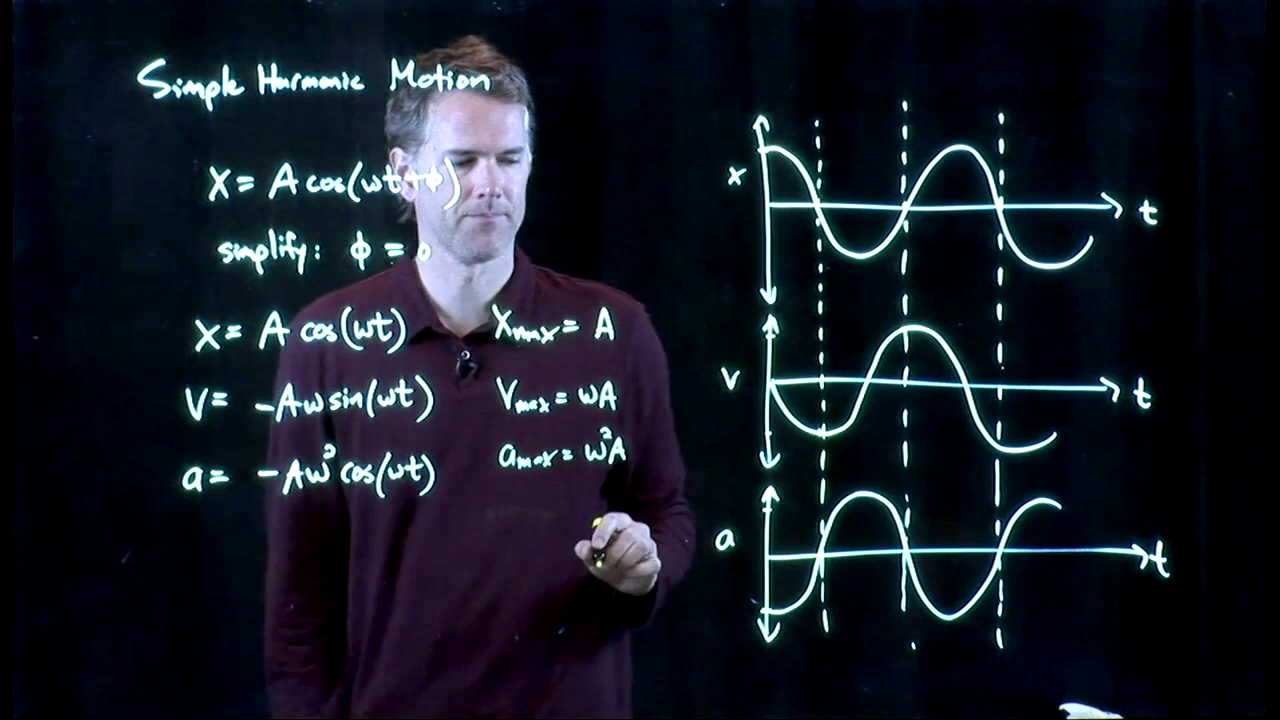 Simple Harmonic Motion
x = A cos(ωt+ϕ)
simplify: ϕ = 0
x = A cos(ωt) Xmax = A
v = -Aω sin(ωt) Vmax = ωA
a = -Aω² cos(ωt) amax = ω²A
x
t
v
t
a
t